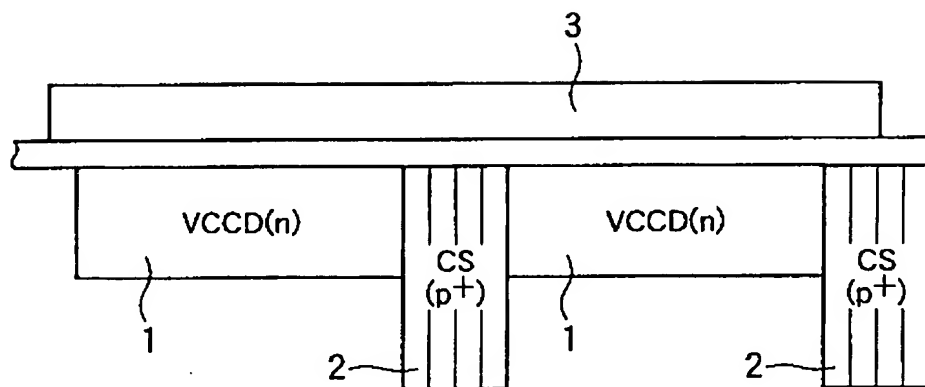 3
VCCD(n)
CS
(p+)
VCCD(n)
CS
(p+)
1
2
1
2